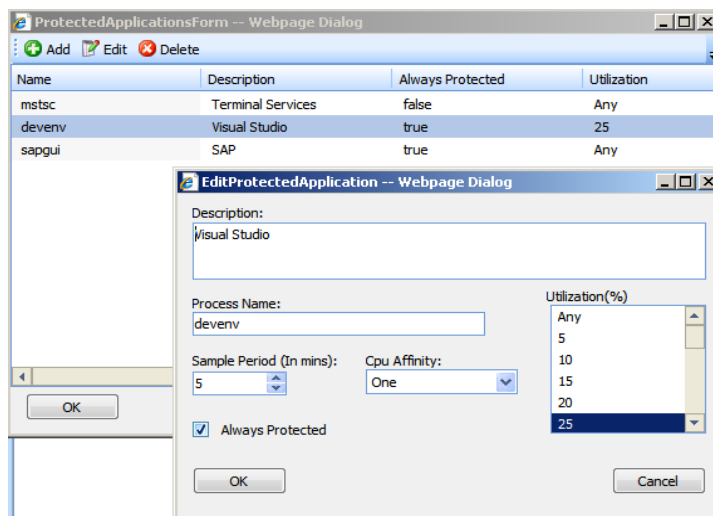 ProtectedApplicationsForm -- Webpage Dialog
Add Edit Delete
Name Description Always Protected Utilization
mstsc Terminal Services false Any
devenv Visual Studio true 25
sapgui SAP true Any
EditProtectedApplication -- Webpage Dialog
Description:
Visual Studio
Process Name:
devenv
Utilization(%)
Any
5
10
15
20
25
Sample Period (In mins):
5
Cpu Affinity:
One
Always Protected
OK Cancel
OK